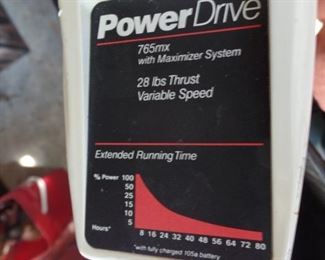 PowerDrive
765mx
with Maximizer System
28 lbs Thrust
Variable Speed
Extended Running Time
% Power 100
50
25
10
5
Hours* 8 16 24 32 40 48 56 64 72 80
*with fully charged 105a battery